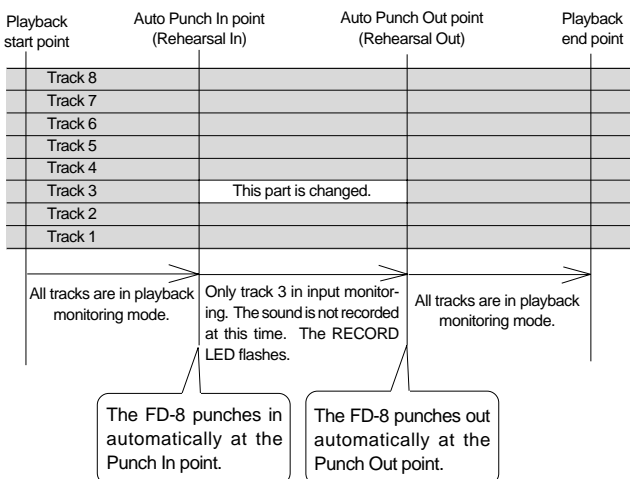 Playback
start point
Auto Punch In point
(Rehearsal In)
Auto Punch Out point
(Rehearsal Out)
Playback
end point
Track 8
Track 7
Track 6
Track 5
Track 4
Track 3
This part is changed.
Track 2
Track 1
All tracks are in playback
monitoring mode.
Only track 3 in input monitor-
ing. The sound is not recorded
at this time. The RECORD
LED flashes.
All tracks are in playback
monitoring mode.
The FD-8 punches in
automatically at the
Punch In point.
The FD-8 punches out
automatically at the
Punch Out point.